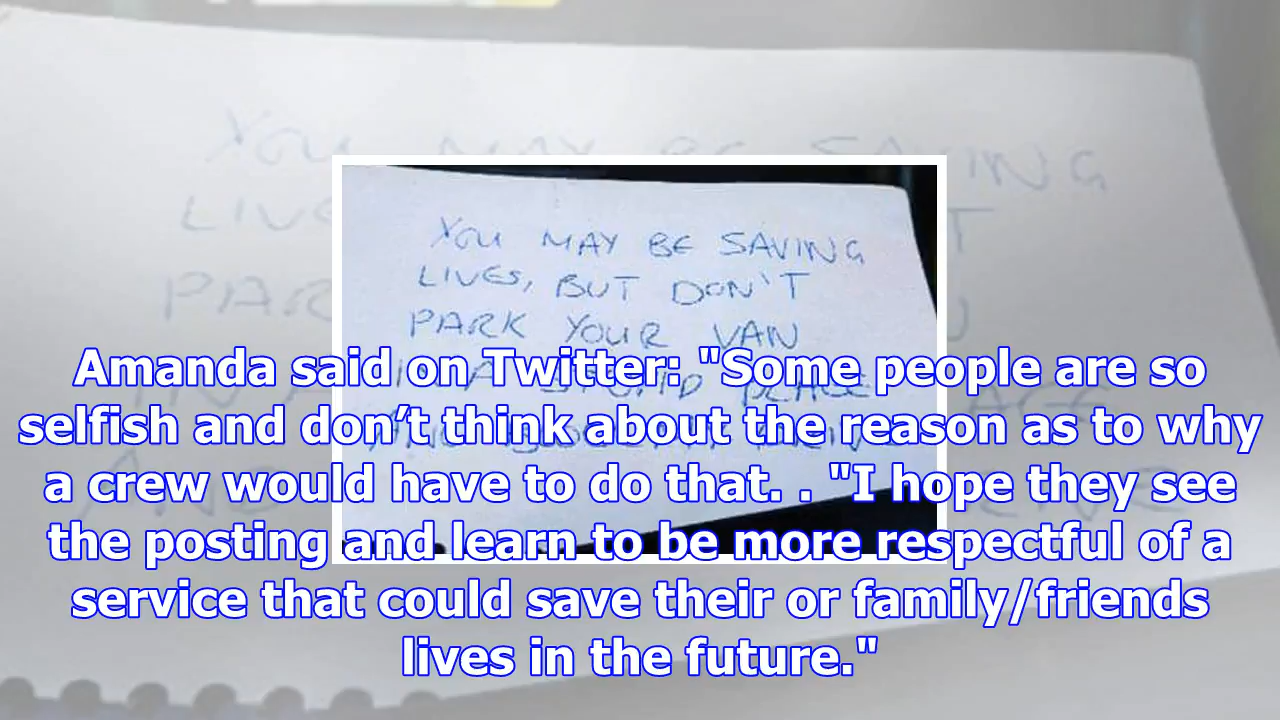 YOU MAY BE SAVING
LIVES, BUT DON'T
PARK YOUR VAN
IN A STUPID PLACE
Amanda said on Twitter: "Some people are so
selfish and don’t think about the reason as to why
a crew would have to do that. . "I hope they see
the posting and learn to be more respectful of a
service that could save their or family/friends
lives in the future."